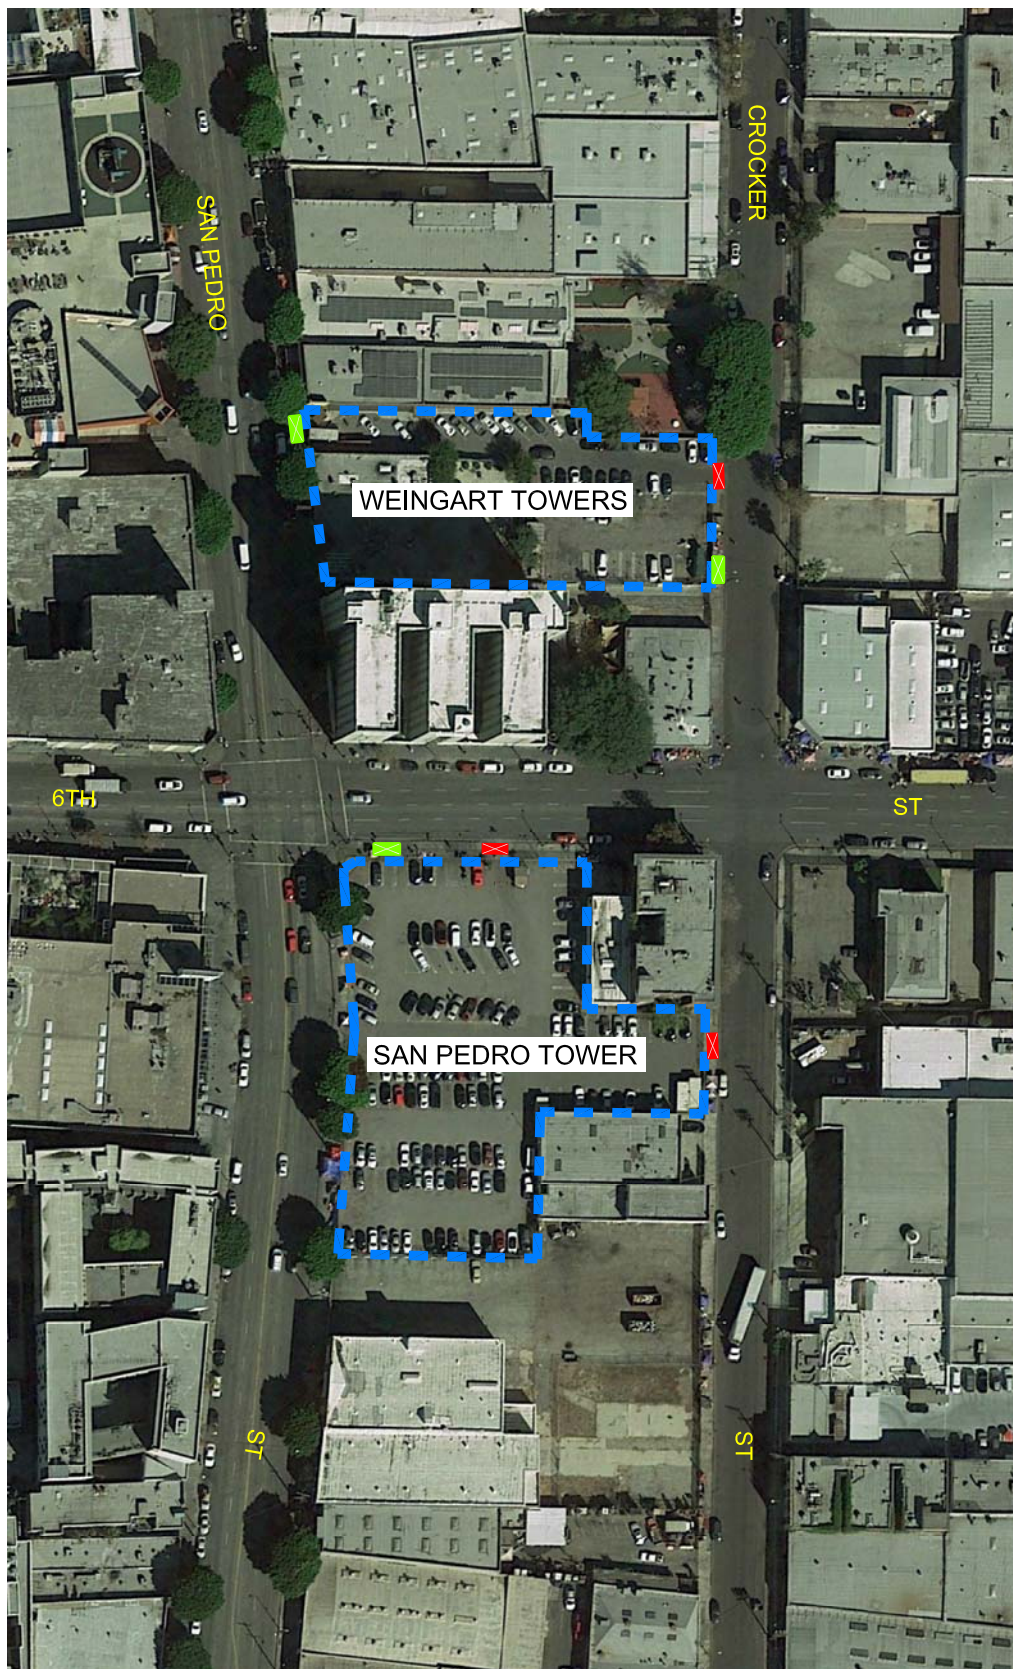 CROCKER
SAN PEDRO
WEINGART TOWERS
6TH
ST
SAN PEDRO TOWER
ST
ST